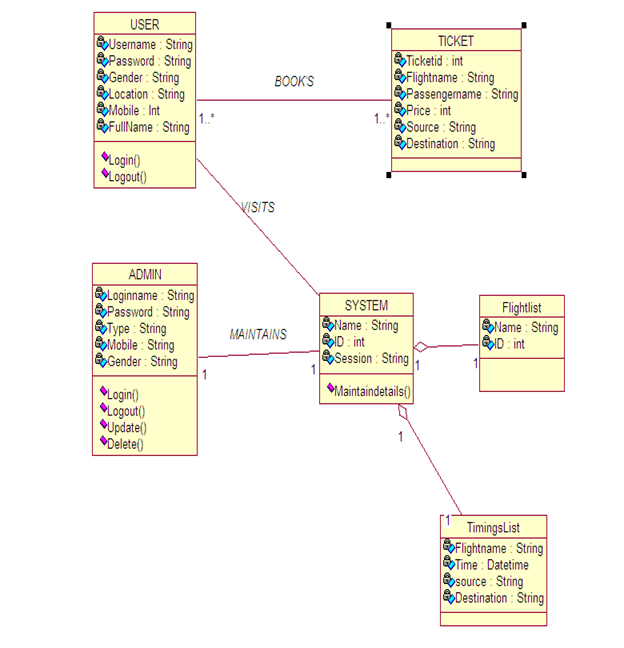 USER
Username : String
Password : String
Gender : String
Location : String
Mobile : Int
FullName : String
Login()
Logout()
BOOK'S
1..*
1..*
TICKET
Ticketid : int
Flightname : String
Passengername : String
Price : int
Source : String
Destination : String
VISITS
ADMIN
Loginname : String
Password : String
Type : String
Mobile : String
Gender : String
Login()
Logout()
Update()
Delete()
MAINTAINS
1
1
SYSTEM
Name : String
ID : int
Session : String
Maintaindetails()
1
1
Flightlist
Name : String
ID : int
1
1
TimingsList
Flightname : String
Time : Datetime
source : String
Destination : String